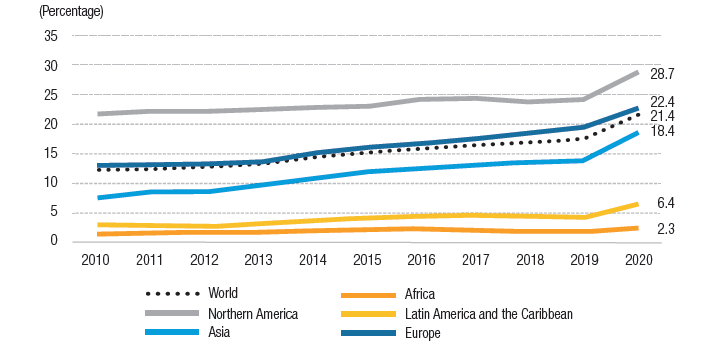 (Percentage)
35
30
25
20
15
10
5
0
28.7
22.4
21.4
18.4
6.4
2.3
2010 2011 2012 2013 2014 2015 2016 2017 2018 2019 2020
World Africa
Northern America Latin America and the Caribbean
Asia Europe